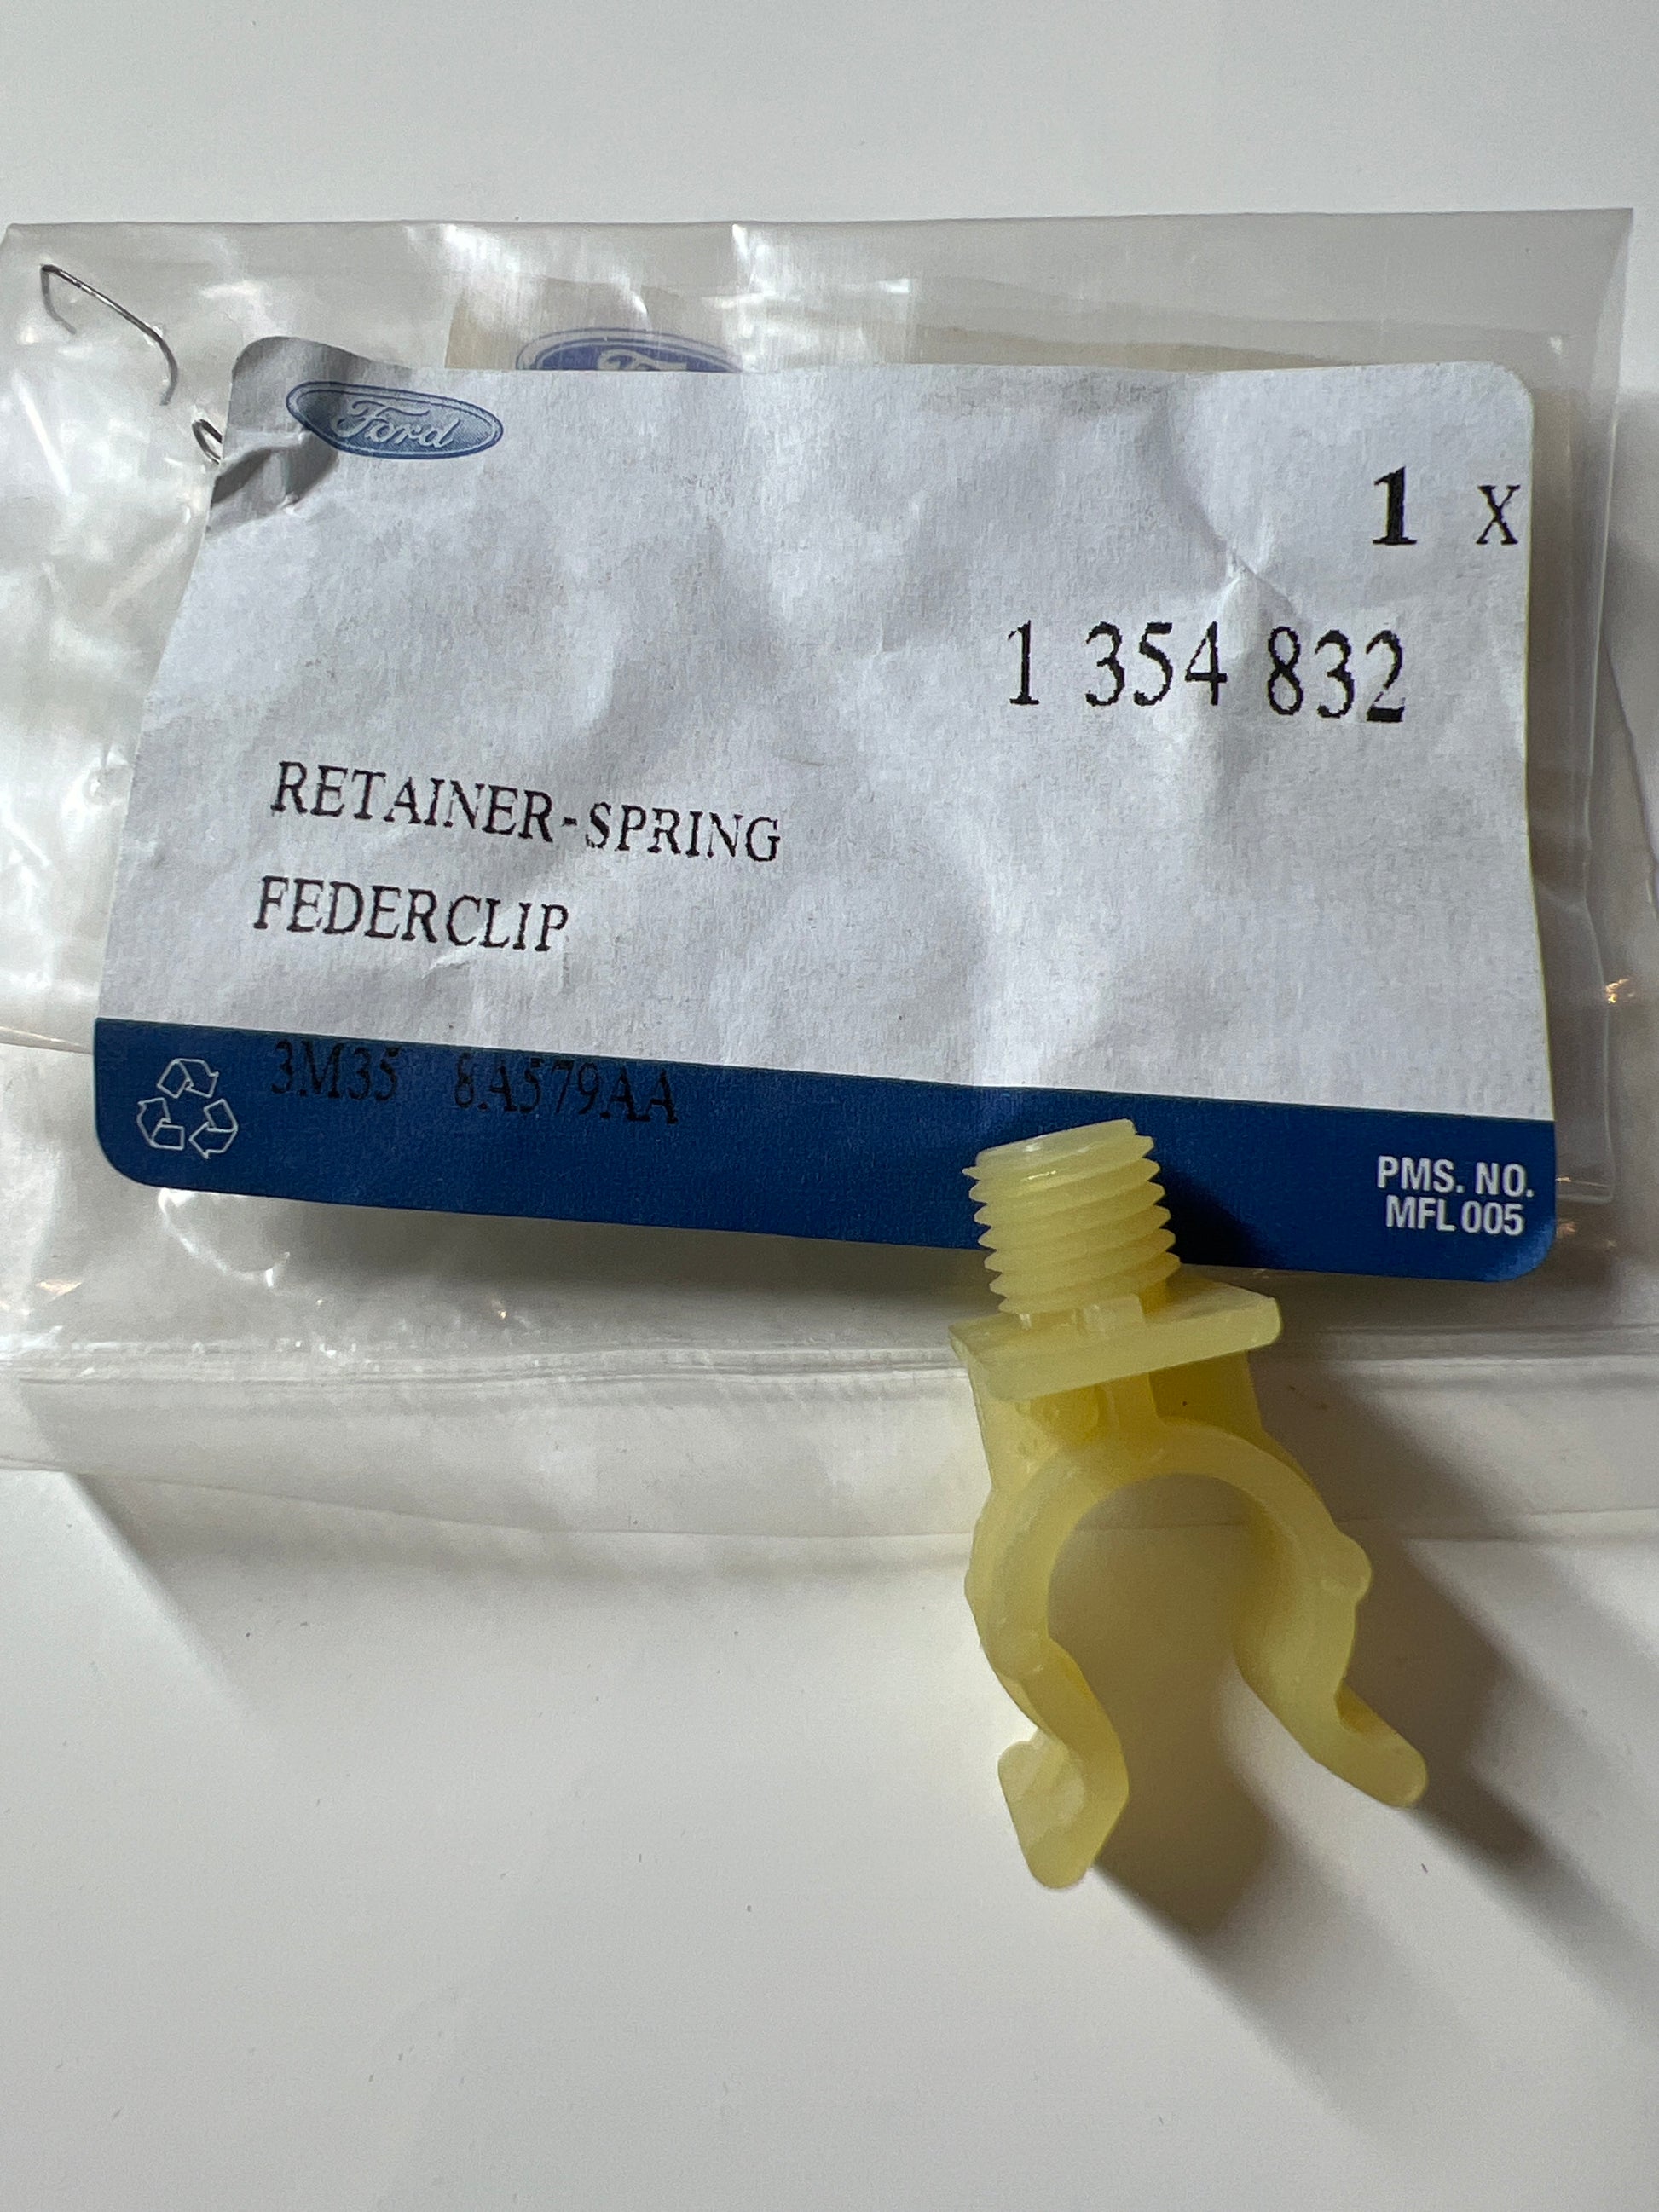 Ford
1 X
1 354 832
RETAINER-SPRING
FEDERCLIP
3M35 8A579AA
PMS. NO.
MFL 005